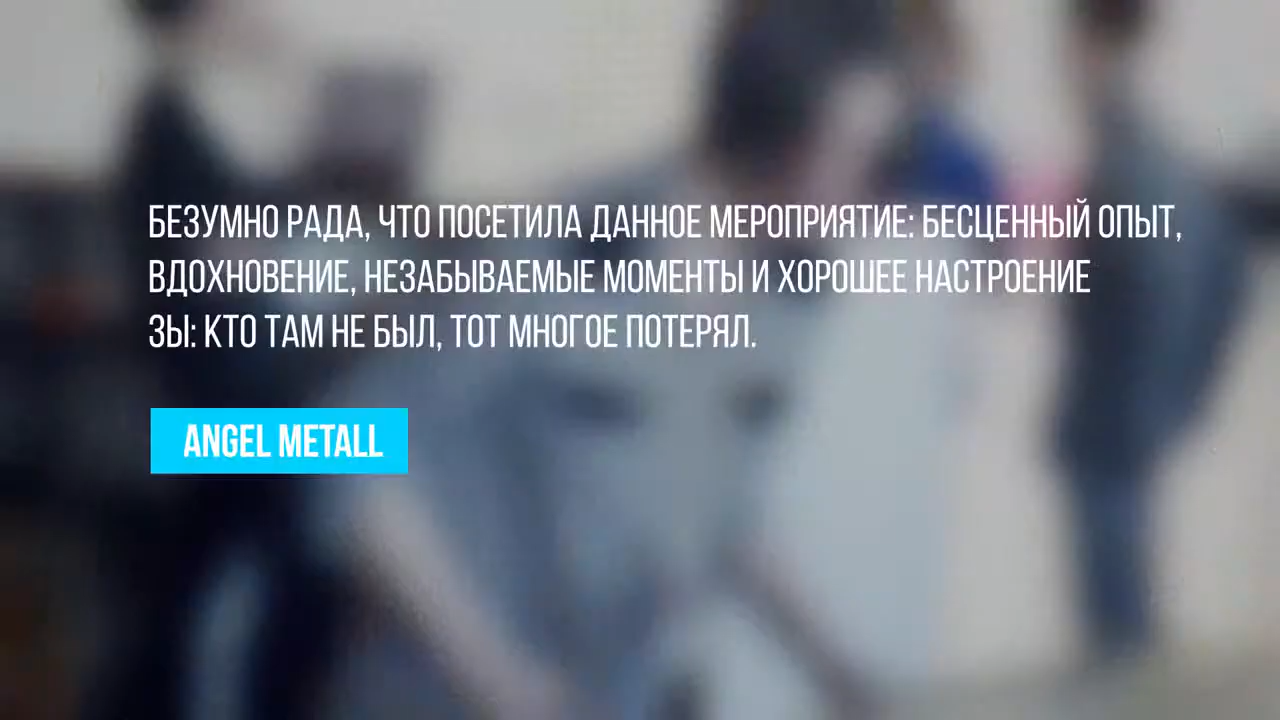 БЕЗУМНО РАДА, ЧТО ПОСЕТИЛА ДАННОЕ МЕРОПРИЯТИЕ: БЕСЦЕННЫЙ ОПЫТ,
ВДОХНОВЕНИЕ, НЕЗАБЫВАЕМЫЕ МОМЕНТЫ И ХОРОШЕЕ НАСТРОЕНИЕ
ЗЫ: КТО ТАМ НЕ БЫЛ, ТОТ МНОГОЕ ПОТЕРЯЛ.
ANGEL METALL